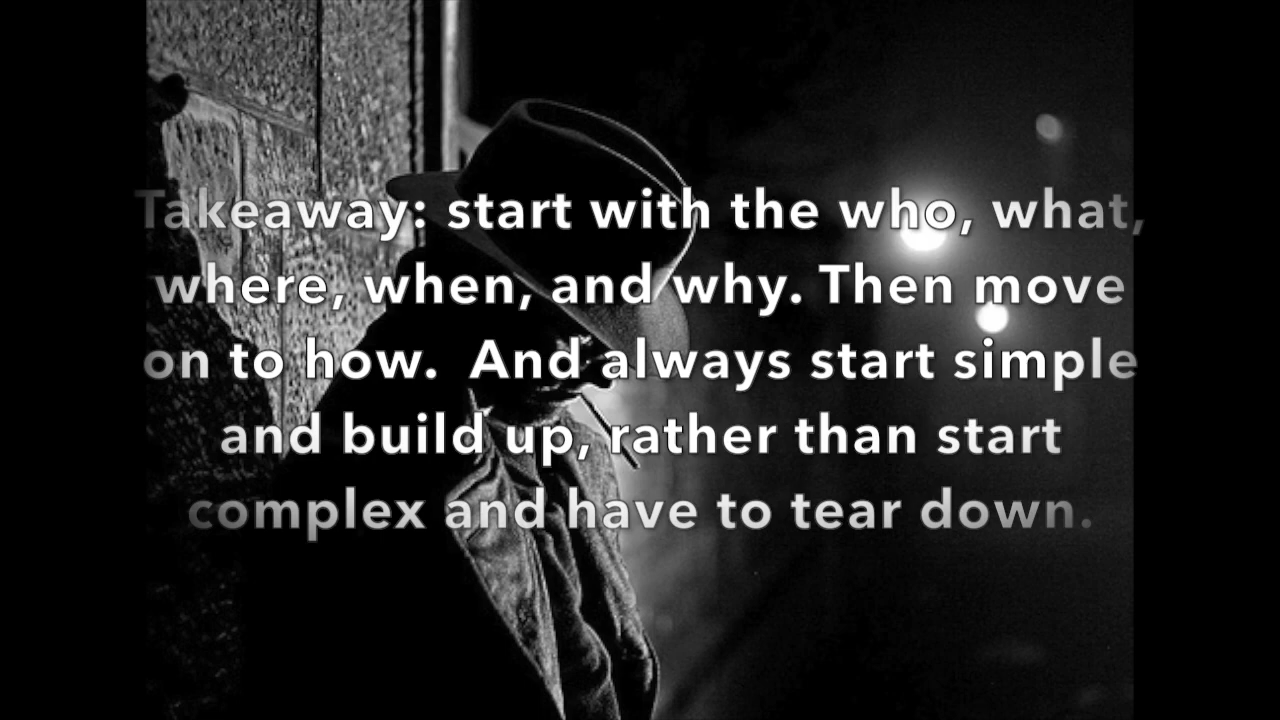 Takeaway: start with the who, what,
where, when, and why. Then move
on to how.  And always start simple
and build up, rather than start
complex and have to tear down.